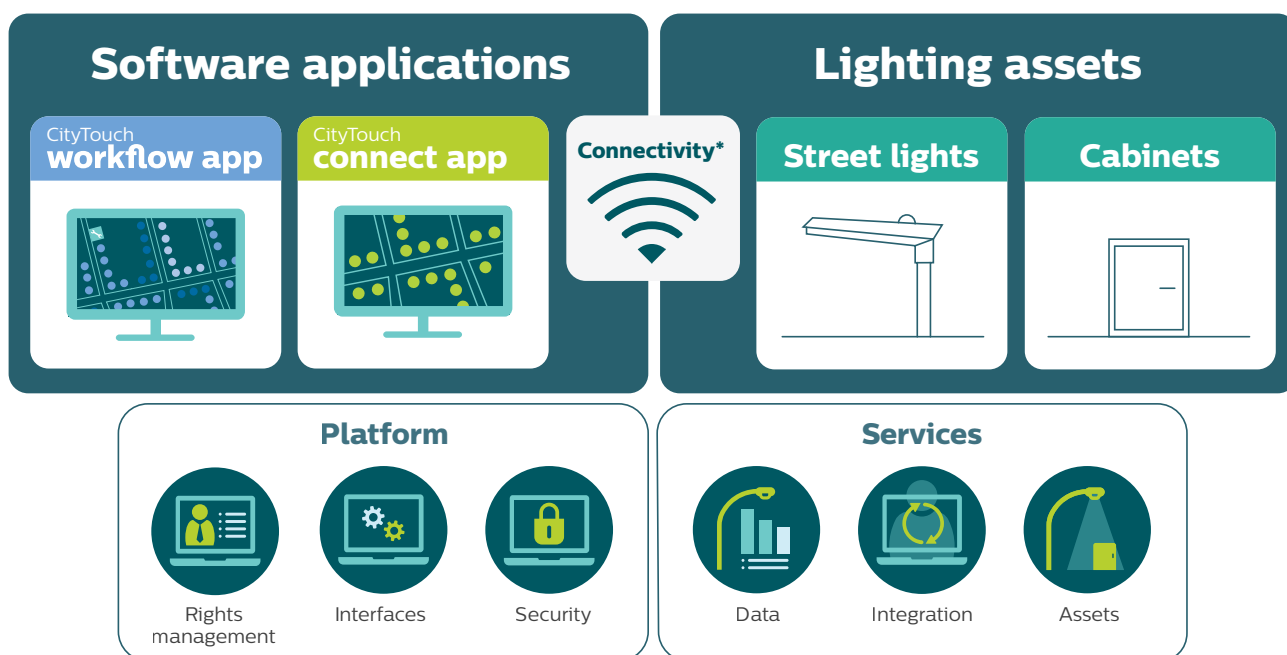 Software applications
Lighting assets
CityTouch
workflow app
CityTouch
connect app
Connectivity*
Street lights
Cabinets
Platform
Services
Rights
management
Interfaces
Security
Data
Integration
Assets